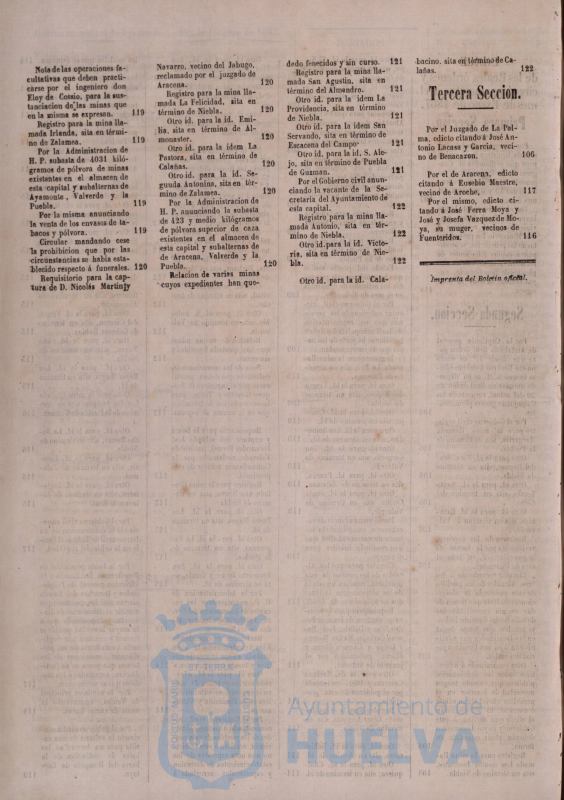 Nota de las operaciones fa-
cultativas que deben practi-
carse por el ingeniero don
Eloy de Cossio, para la sus-
tanciacion de las minas que
en la misma se expresan. 119
Registro para la mina lla-
mada Irlanda, sita en térmi-
no de Zalamea. 119
Por la Administracion de
H. P. subasta de 4031 kiló-
gramos de pólvora de minas
existentes en el almacen de
esta capital y subalternas de
Ayamonte, Valverde y la
Puebla. 119
Por la misma anunciando
la venta de los envases de ta-
bacos y pólvora. 119
Circular mandando cese
la prohibicion que por las
circunstancias se habia esta-
blecido respecto á funerales. 120
Requisitorio para la cap-
tura de D. Nicolás Martin y
Navarro, vecino del Jabugo,
reclamado por el juzgado de
Aracena. 120
Registro para la mina lla-
mada La Felicidad, sita en
término de Niebla. 120
Otro id. para la id. Emi-
lia, sita en término de Al-
monaster. 120
Otro id. para la idem La
Pastora, sita en término de
Calañas. 120
Otro id. para la id. Se-
gunda Antonina, sita en tér-
mino de Zalamea. 120
Por la Administracion de
H. P. anunciando la subasta
de 423 y medio kilógramos
de pólvora superior de caza
existentes en el almacen de
esta capital y subalternas de
de Aracena, Valverde y la
Puebla. 120
Relacion de varias minas
cuyos expedientes han que-
dedo fenecidos y sin curso. 121
Registro para la mina lla-
mada San Agustin, sita en
término del Almendro. 121
Otro id. para la idem La
Providencia, sita en término
de Niebla. 121
Otro id. para la idem San
Servando, sita en término de
Escacena del Campo 121
Otro id. para la id. S. Ale-
jo, sita en término de Puebla
de Guzman. 121
Por el Gobierno civil anun-
ciando la vacante de la Se-
cretaria del Ayuntamiento de
esta capital. 122
Registro para la mina lla-
mada Antonio, sita en tér-
mino de Niebla. 122
Otro id. para la id. Victo-
ria, sita en término de Nie-
bla. 122
Otro id. para la id. Cala-
bacino, sita en término de Ca-
lañas. 122
Tercera Seccion.
Por el Juzgado de La Pal-
ma, edicto citando á José An-
tonio Lacasa y Garcia, veci-
no de Benacazon. 106
Por el de Aracena, edicto
citando á Eusebio Maestre,
vecino de Aroche, 117
Por el mismo, edicto ci-
tando á José Ferra Moya y
José y Josefa Vazquez de Mo-
ya, su muger, vecinos de
Fuenteridos. 116
Imprenta del Boletin oficial.
Ayuntamiento de
HUELVA